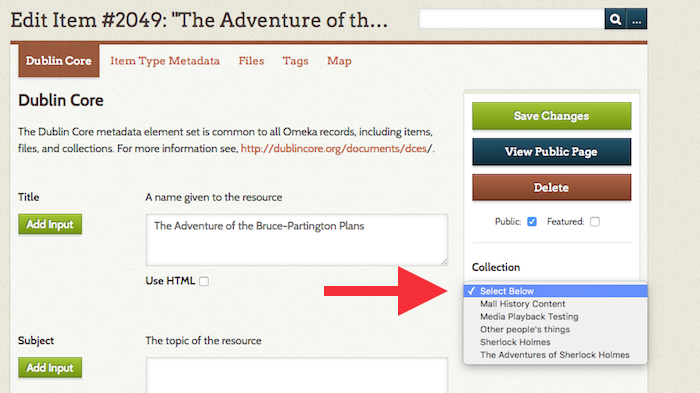 Edit Item #2049: "The Adventure of th...
...
Dublin Core
Item Type Metadata
Files
Tags
Map
Dublin Core
The Dublin Core metadata element set is common to all Omeka records, including items,
files, and collections. For more information see, http://dublincore.org/documents/dces/.
Title
Add Input
A name given to the resource
The Adventure of the Bruce-Partington Plans
Use HTML
Subject
Add Input
The topic of the resource
Save Changes
View Public Page
Delete
Public:
Featured:
Collection
✓ Select Below
Mall History Content
Media Playback Testing
Other people's things
Sherlock Holmes
The Adventures of Sherlock Holmes